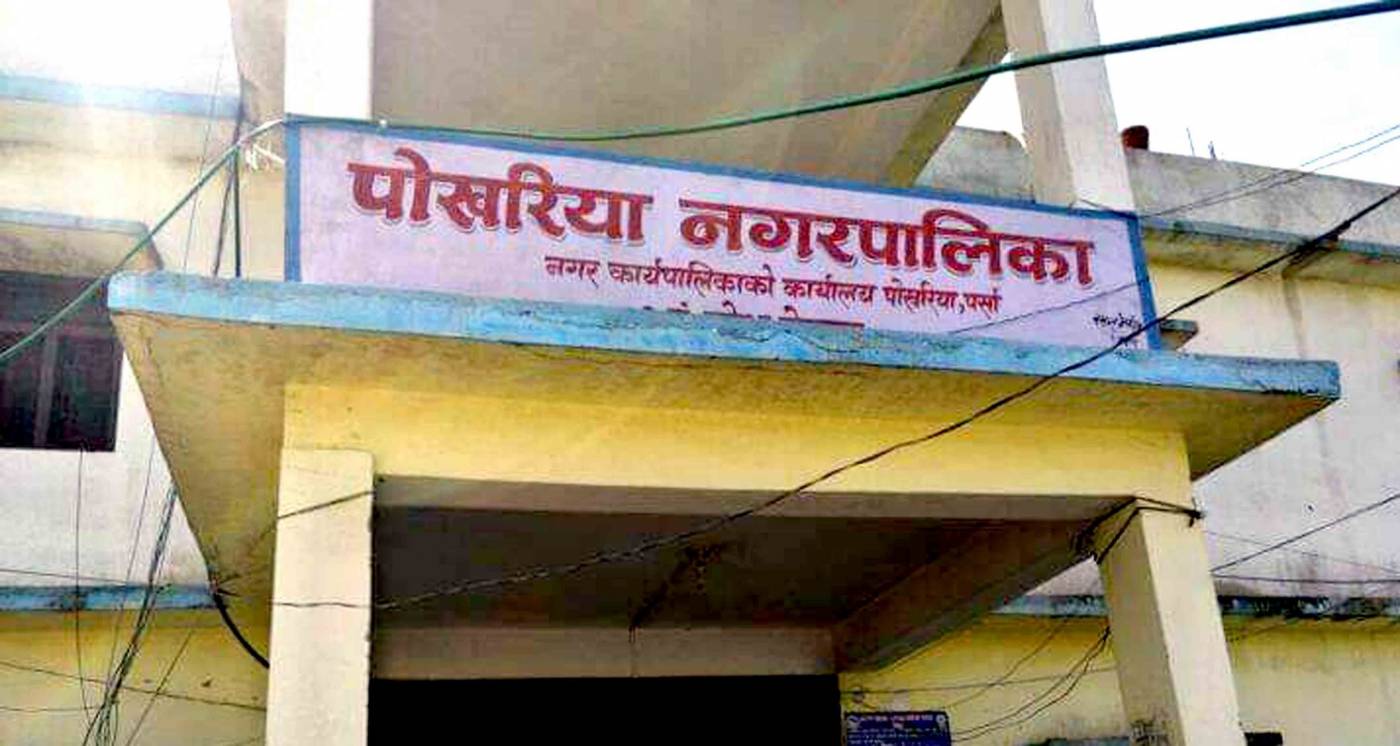 पोखरिया नगरपालिका
नगर कार्यपालिकाको कार्यालय पोखरिया,पर्सा